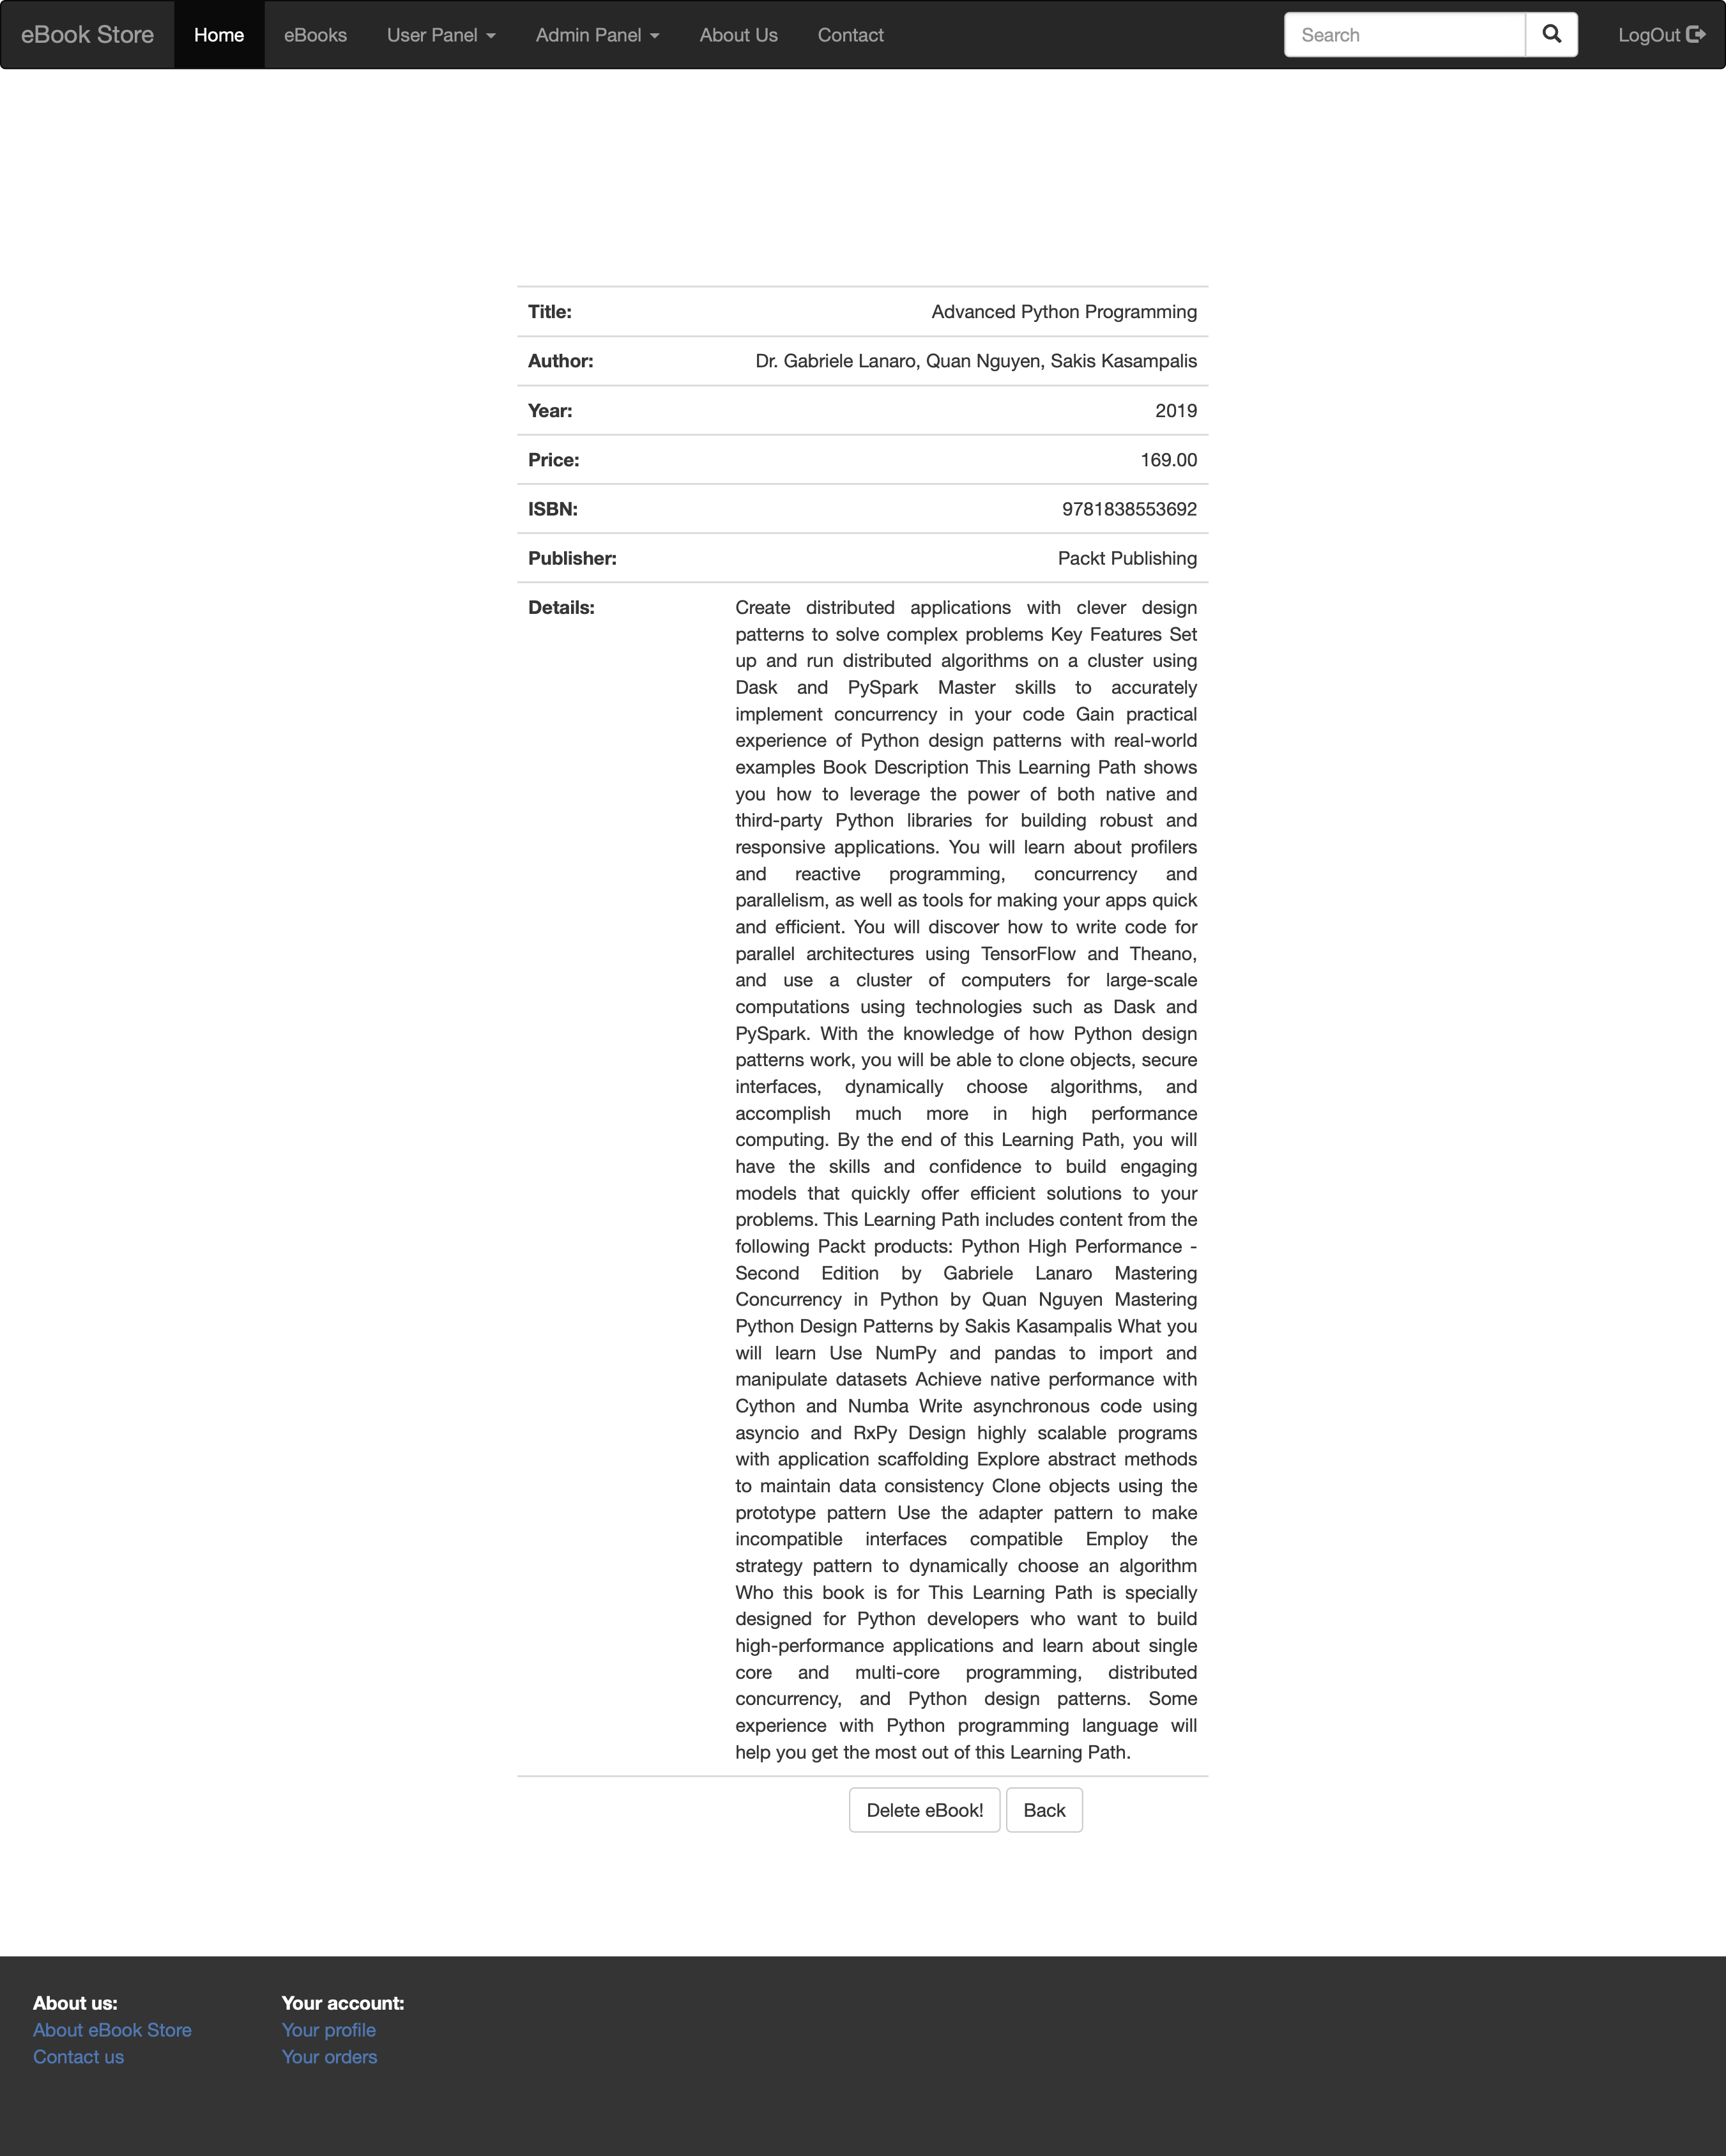 eBook Store Home eBooks User Panel Admin Panel About Us Contact Search LogOut
Title: Advanced Python Programming
Author: Dr. Gabriele Lanaro, Quan Nguyen, Sakis Kasampalis
Year: 2019
Price: 169.00
ISBN: 9781838553692
Publisher: Packt Publishing
Details: Create distributed applications with clever design
patterns to solve complex problems Key Features Set
up and run distributed algorithms on a cluster using
Dask and PySpark Master skills to accurately
implement concurrency in your code Gain practical
experience of Python design patterns with real-world
examples Book Description This Learning Path shows
you how to leverage the power of both native and
third-party Python libraries for building robust and
responsive applications. You will learn about profilers
and reactive programming, concurrency and
parallelism, as well as tools for making your apps quick
and efficient. You will discover how to write code for
parallel architectures using TensorFlow and Theano,
and use a cluster of computers for large-scale
computations using technologies such as Dask and
PySpark. With the knowledge of how Python design
patterns work, you will be able to clone objects, secure
interfaces, dynamically choose algorithms, and
accomplish much more in high performance
computing. By the end of this Learning Path, you will
have the skills and confidence to build engaging
models that quickly offer efficient solutions to your
problems. This Learning Path includes content from the
following Packt products: Python High Performance -
Second Edition by Gabriele Lanaro Mastering
Concurrency in Python by Quan Nguyen Mastering
Python Design Patterns by Sakis Kasampalis What you
will learn Use NumPy and pandas to import and
manipulate datasets Achieve native performance with
Cython and Numba Write asynchronous code using
asyncio and RxPy Design highly scalable programs
with application scaffolding Explore abstract methods
to maintain data consistency Clone objects using the
prototype pattern Use the adapter pattern to make
incompatible interfaces compatible Employ the
strategy pattern to dynamically choose an algorithm
Who this book is for This Learning Path is specially
designed for Python developers who want to build
high-performance applications and learn about single
core and multi-core programming, distributed
concurrency, and Python design patterns. Some
experience with Python programming language will
help you get the most out of this Learning Path.
Delete eBook! Back
About us: Your account:
About eBook Store Your profile
Contact us Your orders